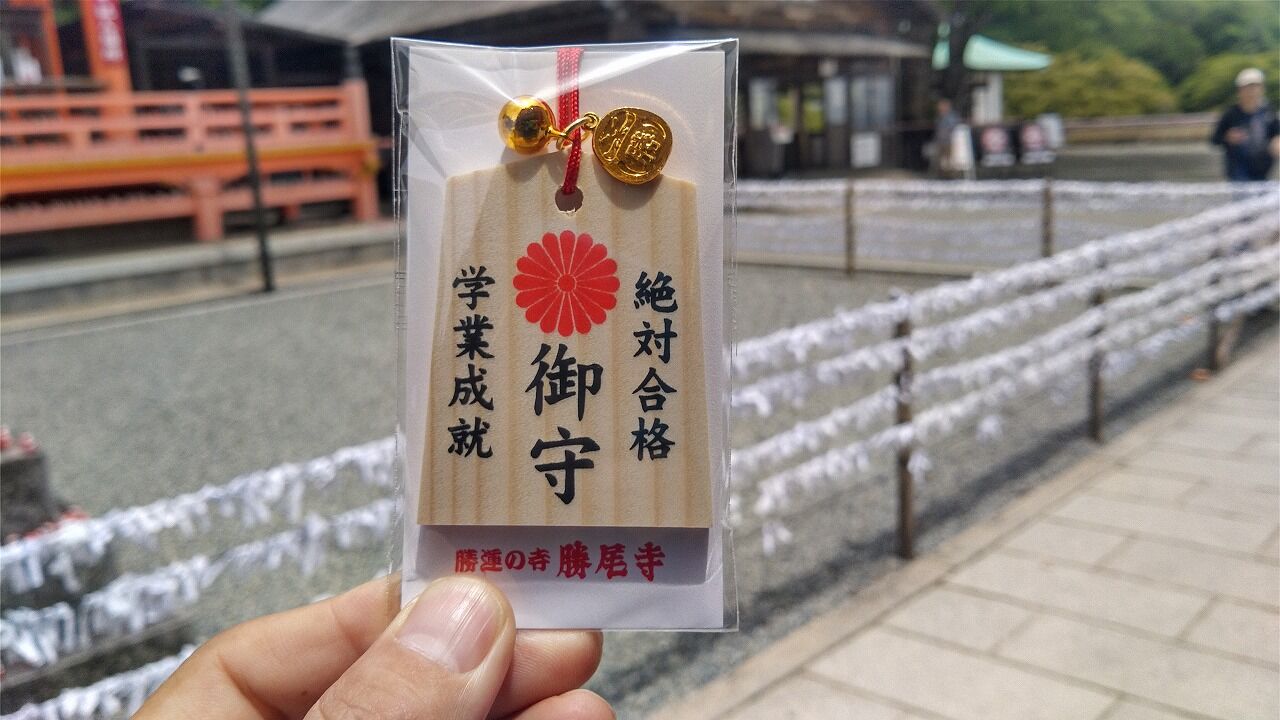 絶対合格
御守
学業成就
勝運の寺 勝尾寺